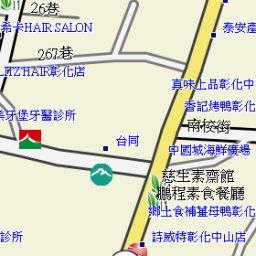 26巷
希卡HAIR SALON
泰安產
267巷
LITZ'HAIR彰化店
真味上品彰化中
香記烤鴨彰化
美牙堡牙醫診所
南校街
台同
中國城海鮮廣場
慈生素齋館
鵬程素食餐廳
鄉土食補薑母鴨彰化
診所
詩威特彰化中山店